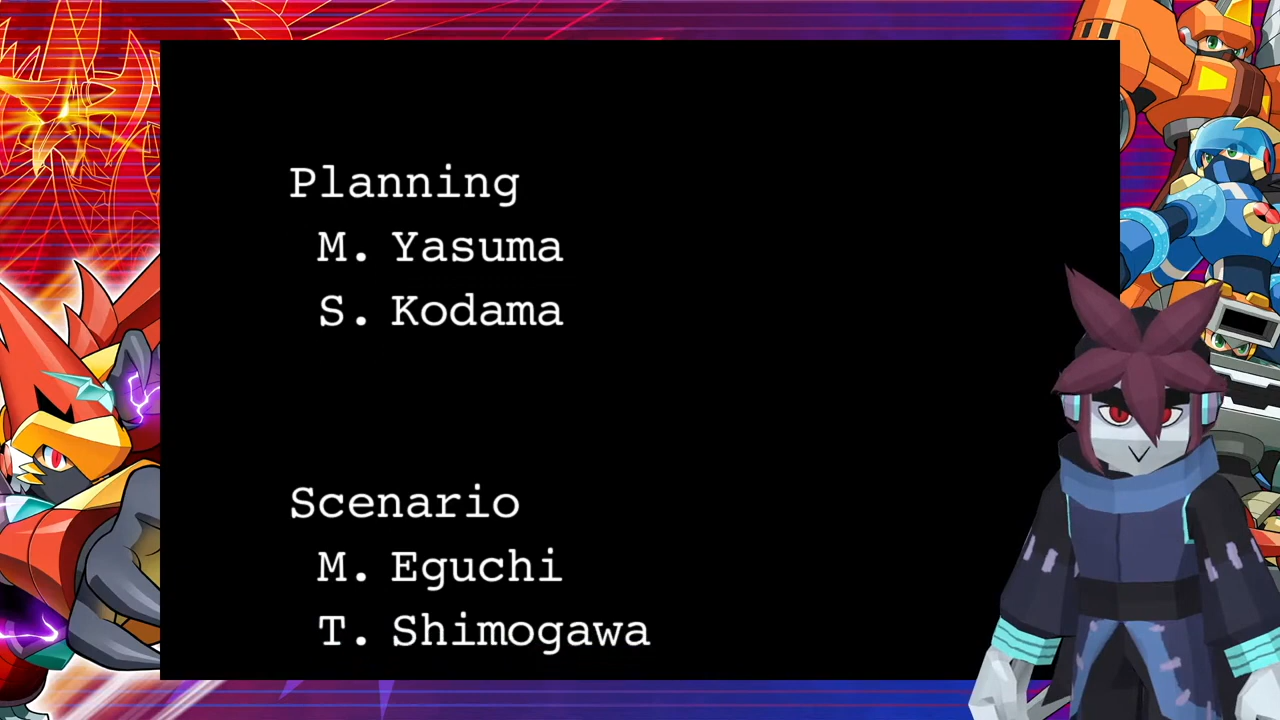 Planning
M. Yasuma
S. Kodama
Scenario
M. Eguchi
T. Shimogawa